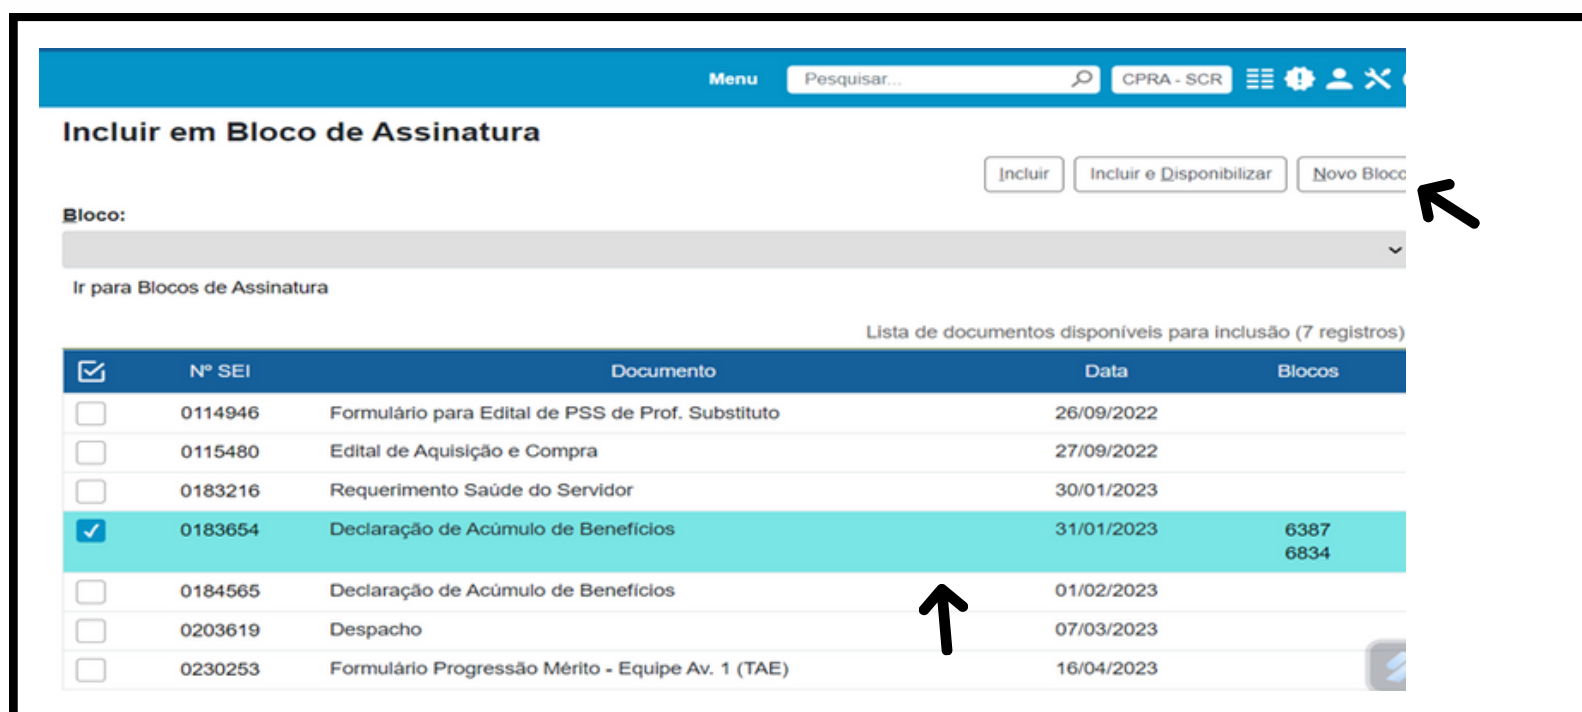 Menu Pesquisar... CPRA - SCR
Incluir em Bloco de Assinatura
Incluir Incluir e Disponibilizar Novo Bloco
Bloco:
Ir para Blocos de Assinatura
Lista de documentos disponíveis para inclusão (7 registros)
Nº SEI Documento Data Blocos
0114946 Formulário para Edital de PSS de Prof. Substituto 26/09/2022
0115480 Edital de Aquisição e Compra 27/09/2022
0183216 Requerimento Saúde do Servidor 30/01/2023
0183654 Declaração de Acúmulo de Benefícios 31/01/2023 6387
6834
0184565 Declaração de Acúmulo de Benefícios 01/02/2023
0203619 Despacho 07/03/2023
0230253 Formulário Progressão Mérito - Equipe Av. 1 (TAE) 16/04/2023